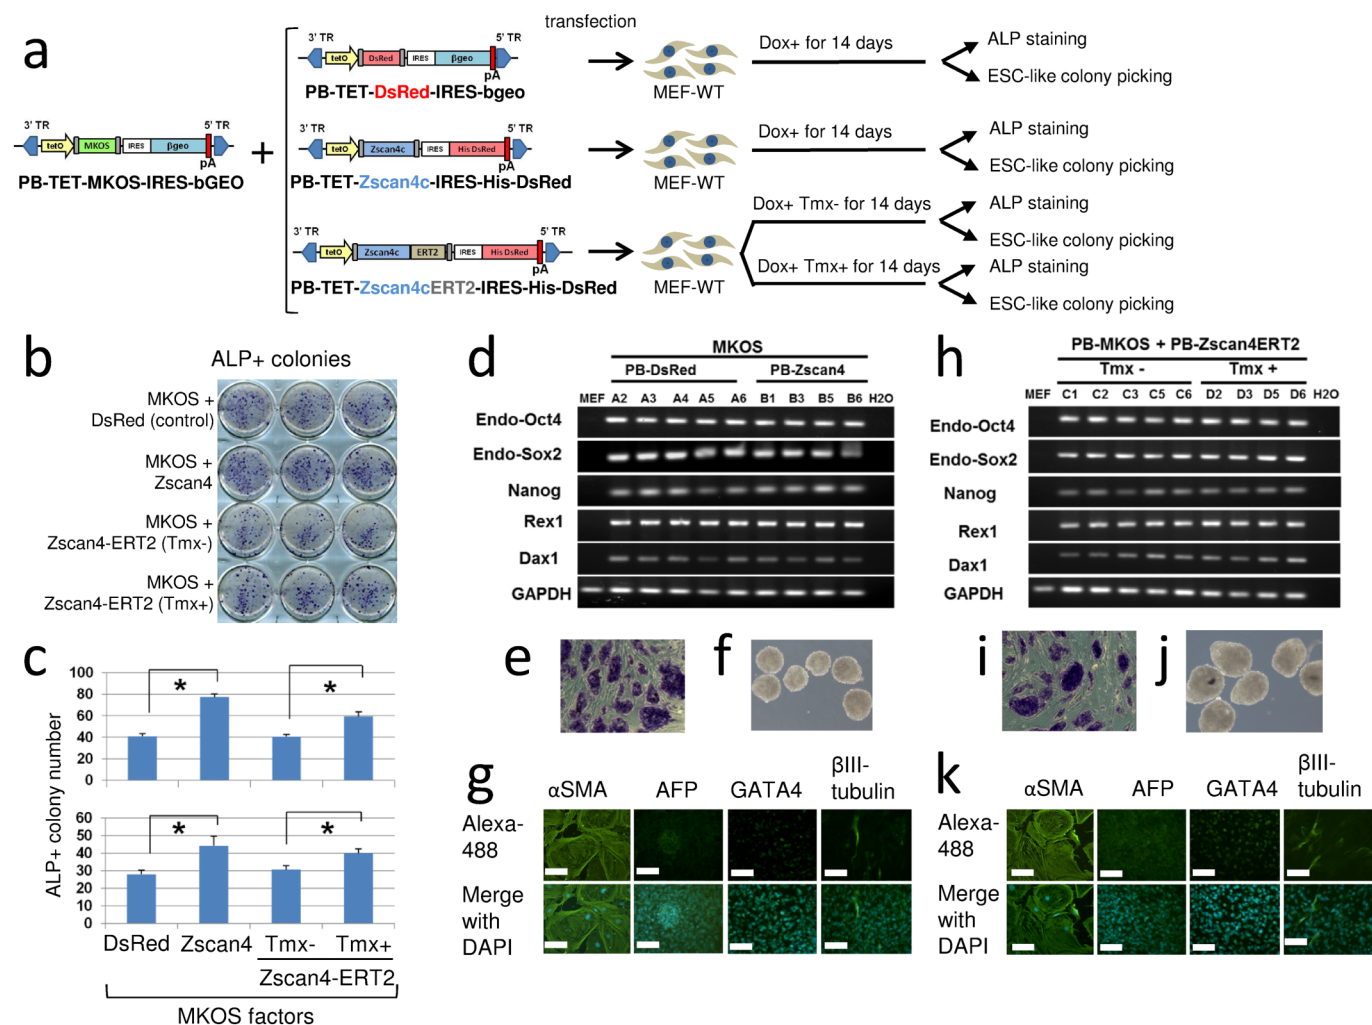 a
transfection
3' TR
5' TR
tetO
DsRed
IRES
βgeo
pA
PB-TET-DsRed-IRES-bgeo
MEF-WT
Dox+ for 14 days
ALP staining
ESC-like colony picking
3' TR
5' TR
tetO
MKOS
IRES
βgeo
pA
PB-TET-MKOS-IRES-bGEO
+
3' TR
5' TR
tetO
Zscan4c
IRES
His DsRed
pA
PB-TET-Zscan4c-IRES-His-DsRed
MEF-WT
Dox+ for 14 days
ALP staining
ESC-like colony picking
3' TR
5' TR
tetO
Zscan4c
ERT2
IRES
His DsRed
pA
PB-TET-Zscan4cERT2-IRES-His-DsRed
MEF-WT
Dox+ Tmx- for 14 days
ALP staining
ESC-like colony picking
Dox+ Tmx+ for 14 days
ALP staining
ESC-like colony picking
b
ALP+ colonies
MKOS +
DsRed (control)
MKOS +
Zscan4
MKOS +
Zscan4-ERT2 (Tmx-)
MKOS +
Zscan4-ERT2 (Tmx+)
c
ALP+ colony number
100
80
60
40
20
0
* *
60
50
40
30
20
10
0
* *
DsRed Zscan4 Tmx- Tmx+
Zscan4-ERT2
MKOS factors
d
MKOS
PB-DsRed PB-Zscan4
MEF A2 A3 A4 A5 A6 B1 B3 B5 B6 H2O
Endo-Oct4
Endo-Sox2
Nanog
Rex1
Dax1
GAPDH
e
f
g
αSMA AFP GATA4 βIII-tubulin
Alexa-
488
Merge
with
DAPI
h
PB-MKOS + PB-Zscan4ERT2
Tmx - Tmx +
MEF C1 C2 C3 C5 C6 D2 D3 D5 D6 H2O
Endo-Oct4
Endo-Sox2
Nanog
Rex1
Dax1
GAPDH
i
j
k
αSMA AFP GATA4 βIII-tubulin
Alexa-
488
Merge
with
DAPI